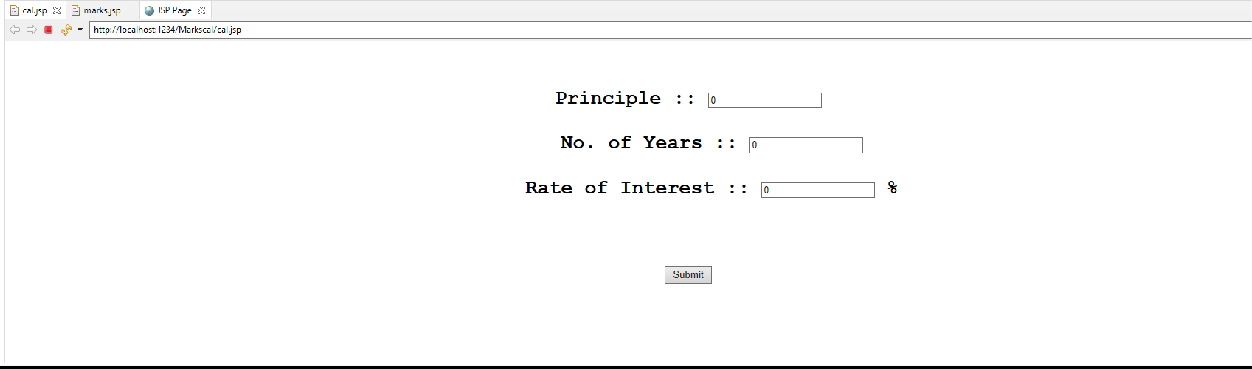 cal.jsp marks.jsp JSP Page
http://localhost:1234/Markscal/cal.jsp
Principle :: 0
No. of Years :: 0
Rate of Interest :: 0 %
Submit